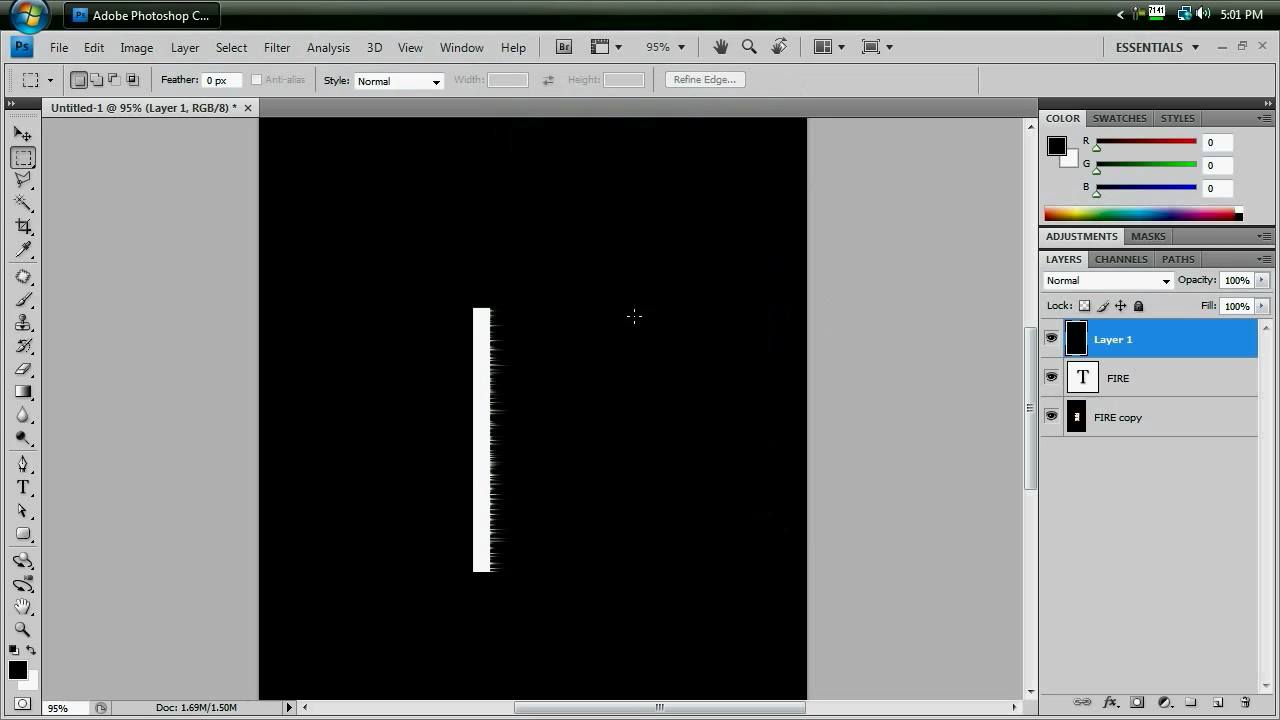 Adobe Photoshop C...
7141
5:01 PM
Ps File Edit Image Layer Select Filter Analysis 3D View Window Help Br 95% ESSENTIALS
Feather: 0 px Anti-alias Style: Normal Width: Height: Refine Edge...
Untitled-1 @ 95% (Layer 1, RGB/8) *
COLOR SWATCHES STYLES
R 0
G 0
B 0
ADJUSTMENTS MASKS
LAYERS CHANNELS PATHS
Normal Opacity: 100%
Lock: Fill: 100%
Layer 1
T
copy
95% Doc: 1.69M/1.50M